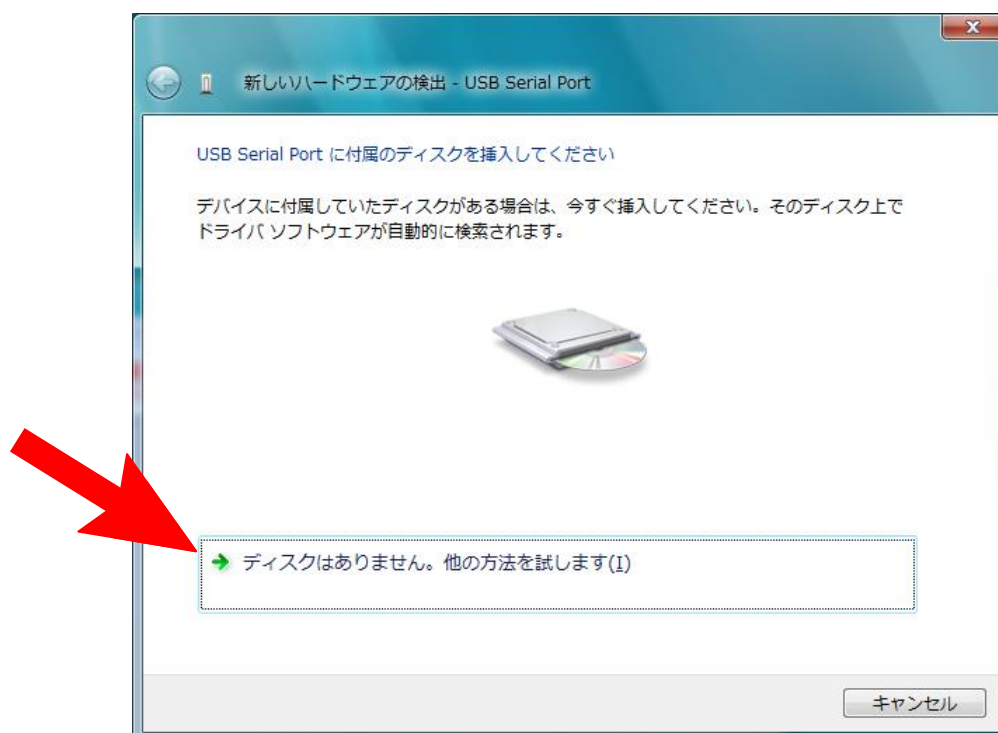 新しいハードウェアの検出 - USB Serial Port
USB Serial Port に付属のディスクを挿入してください
デバイスに付属していたディスクがある場合は、今すぐ挿入してください。そのディスク上で
ドライバ ソフトウェアが自動的に検索されます。
ディスクはありません。他の方法を試します(I)
キャンセル